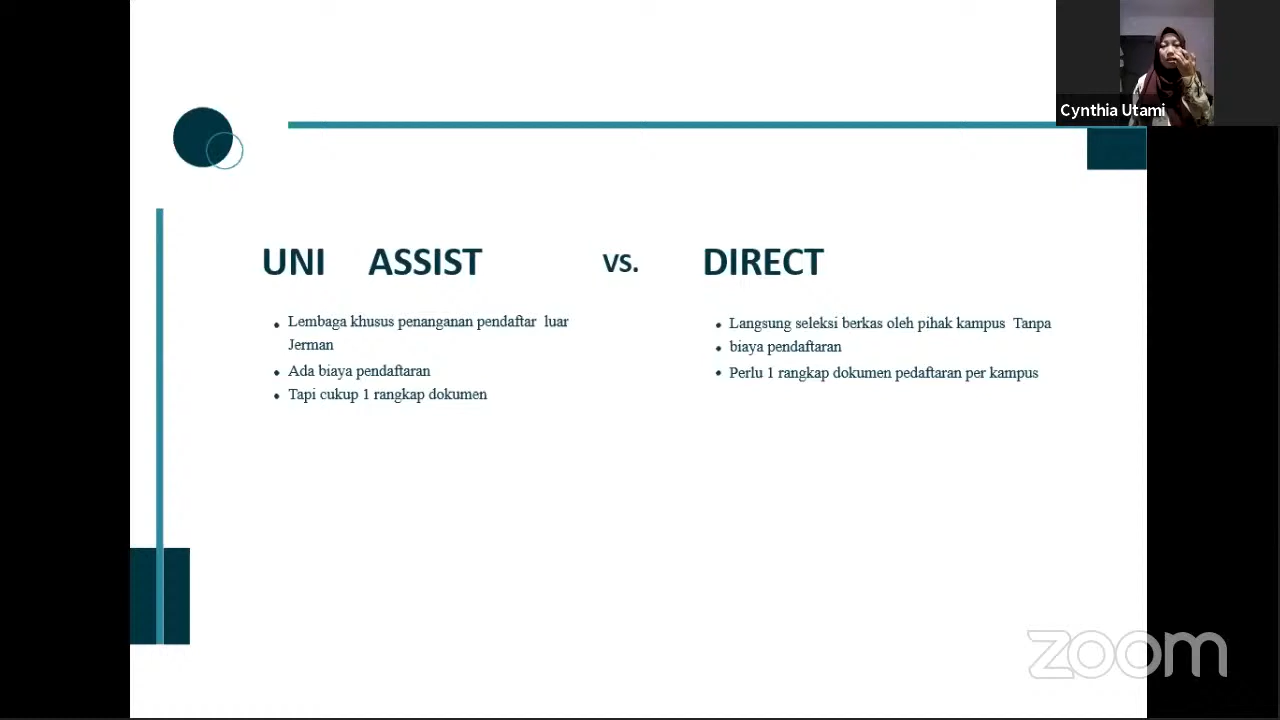 Cynthia Utami
UNI ASSIST vs. DIRECT
• Lembaga khusus penanganan pendaftar luar
Jerman
• Ada biaya pendaftaran
• Tapi cukup 1 rangkap dokumen
• Langsung seleksi berkas oleh pihak kampus Tanpa
• biaya pendaftaran
• Perlu 1 rangkap dokumen pedaftaran per kampus
zoom